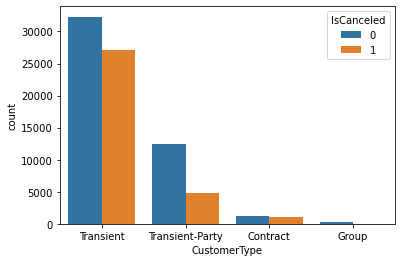 IsCanceled
0
1
30000
25000
20000
15000
10000
5000
0
count
Transient
Transient-Party
Contract
Group
CustomerType